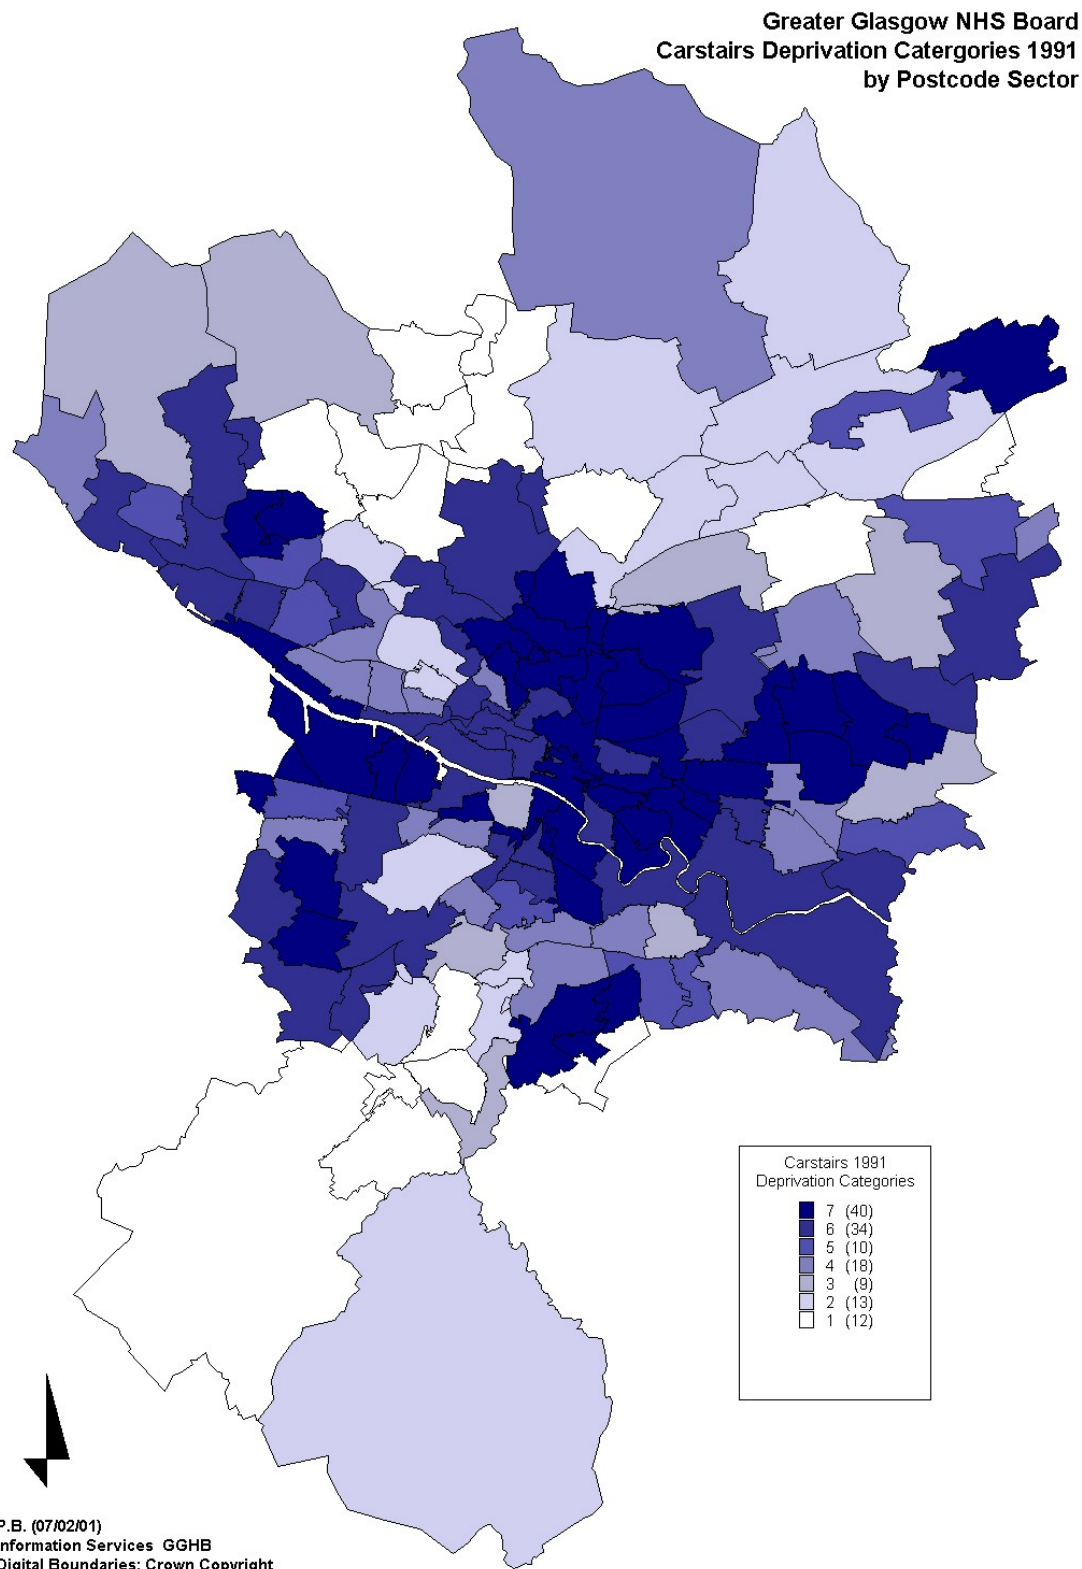 Greater Glasgow NHS Board
Carstairs Deprivation Catergories 1991
by Postcode Sector
Carstairs 1991
Deprivation Categories
7 (40)
6 (34)
5 (10)
4 (18)
3 (9)
2 (13)
1 (12)
P.B. (07/02/01)
Information Services GGHB
Digital Boundaries: Crown Copyright